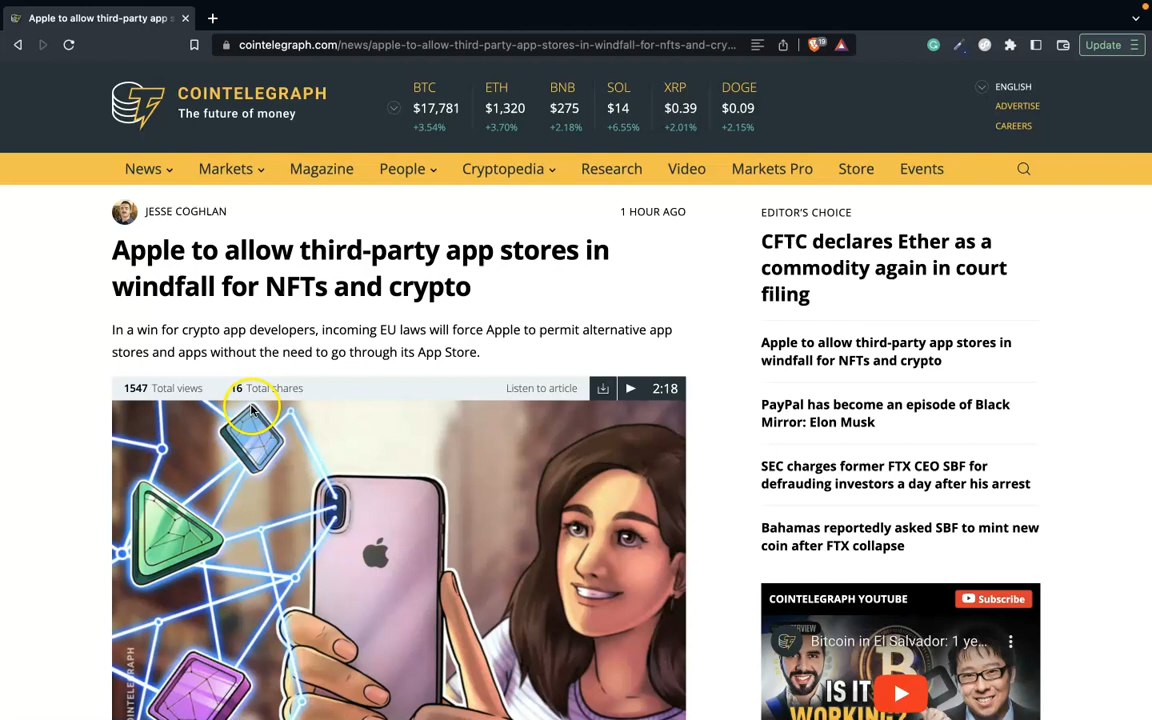 Apple to allow third-party app s
cointelegraph.com/news/apple-to-allow-third-party-app-stores-in-windfall-for-nfts-and-cry...
19
Update
COINTELEGRAPH
The future of money
BTC
$17,781
+3.54%
ETH
$1,320
+3.70%
BNB
$275
+2.18%
SOL
$14
+6.55%
XRP
$0.39
+2.01%
DOGE
$0.09
+2.15%
ENGLISH
ADVERTISE
CAREERS
News Markets Magazine People Cryptopedia Research Video Markets Pro Store Events
JESSE COGHLAN
1 HOUR AGO
Apple to allow third-party app stores in
windfall for NFTs and crypto
In a win for crypto app developers, incoming EU laws will force Apple to permit alternative app
stores and apps without the need to go through its App Store.
1547 Total views
16 Total shares
Listen to article
2:18
COINTELEGRAPH
EDITOR'S CHOICE
CFTC declares Ether as a
commodity again in court
filing
Apple to allow third-party app stores in
windfall for NFTs and crypto
PayPal has become an episode of Black
Mirror: Elon Musk
SEC charges former FTX CEO SBF for
defrauding investors a day after his arrest
Bahamas reportedly asked SBF to mint new
coin after FTX collapse
COINTELEGRAPH YOUTUBE
Subscribe
Bitcoin in El Salvador: 1 ye...
IS IT
WORKING?